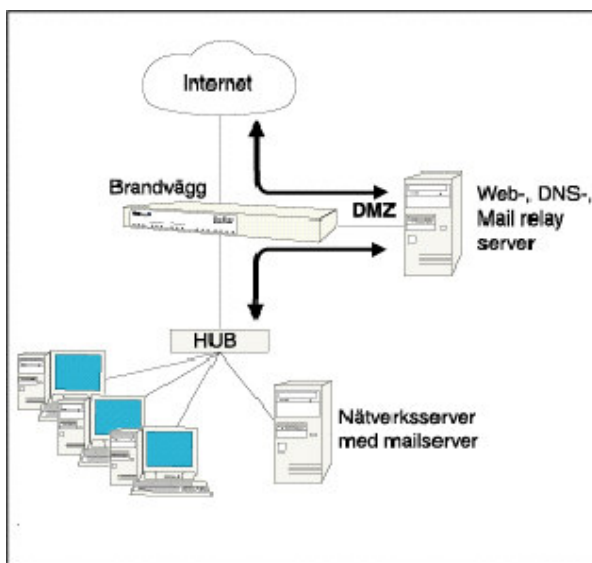 Internet
Brandvägg
DMZ
Web-, DNS-,
Mail relay
server
HUB
Nätverksserver
med mailserver